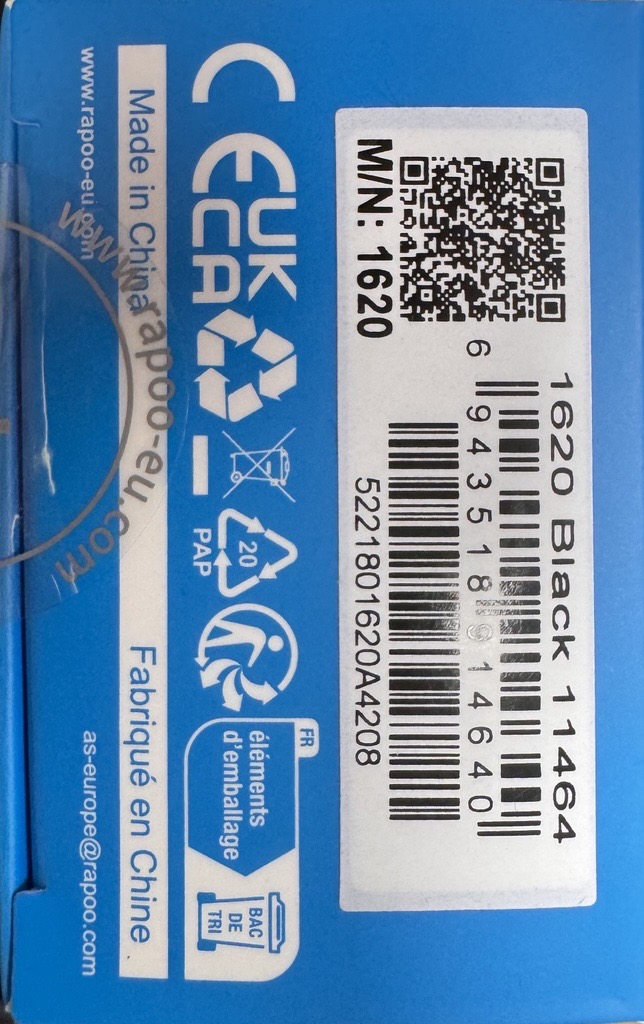 1620 Black 11464
6 943518 914640
5221801620A4208
M/N: 1620
CE
UK
CA
20
PAP
FR
éléments
d'emballage
BAC
DE
TRI
Made in China
Fabriqué en Chine
www.rapoo-eu.com
as-europe@rapoo.com
www.rapoo-eu.com